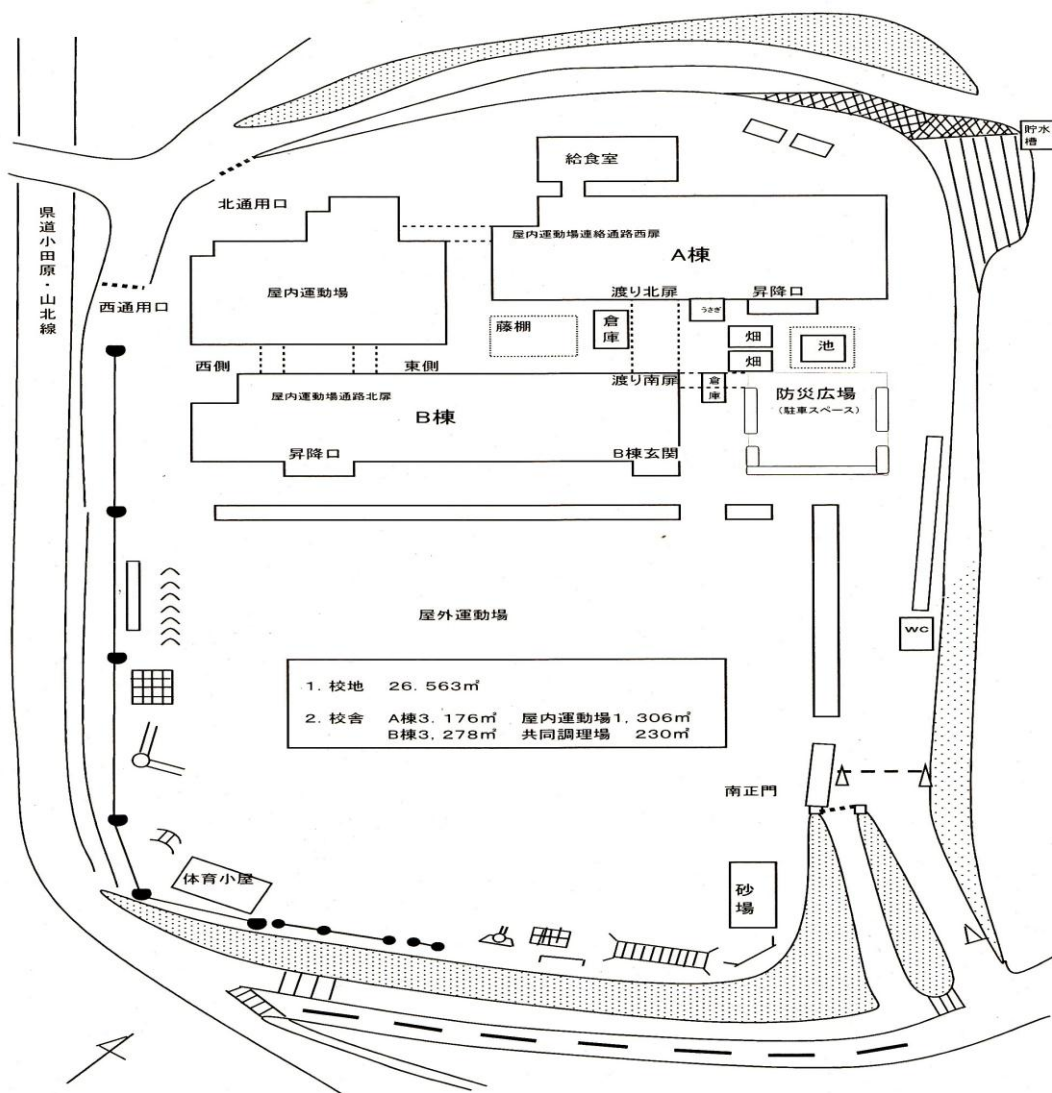 貯水
槽
給食室
北通用口
屋内運動場連絡通路西扉
A棟
県道小田原・山北線
西通用口
屋内運動場
渡り北扉
昇降口
うさぎ
藤棚
倉庫
畑
畑
池
西側
東側
渡り南扉
倉庫
防災広場
(駐車スペース)
屋内運動場通路北扉
B棟
昇降口
B棟玄関
屋外運動場
WC
1. 校地 26. 563㎡
2. 校舎 A棟3. 176㎡ 屋内運動場1, 306㎡
B棟3, 278㎡ 共同調理場 230㎡
南正門
体育小屋
砂場